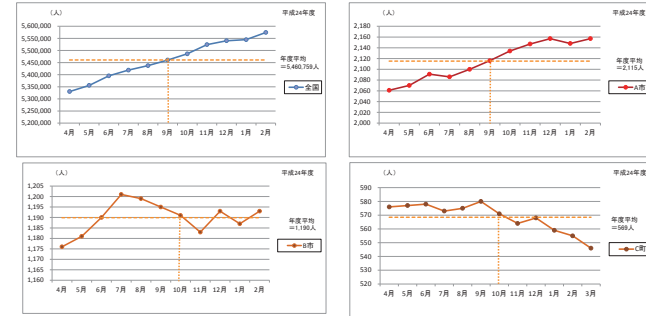 （人）
平成24年度
5,600,000
5,550,000
5,500,000
5,450,000
5,400,000
5,350,000
5,300,000
5,250,000
5,200,000
4月 5月 6月 7月 8月 9月 10月 11月 12月 1月 2月
年度平均
＝5,460,759人
全国
（人）
平成24年度
2,180
2,160
2,140
2,120
2,100
2,080
2,060
2,040
2,020
2,000
4月 5月 6月 7月 8月 9月 10月 11月 12月 1月 2月
年度平均
＝2,115人
A市
（人）
平成24年度
1,205
1,200
1,195
1,190
1,185
1,180
1,175
1,170
1,165
1,160
4月 5月 6月 7月 8月 9月 10月 11月 12月 1月 2月
年度平均
＝1,190人
B市
（人）
平成24年度
590
580
570
560
550
540
530
520
4月 5月 6月 7月 8月 9月 10月 11月 12月 1月 2月 3月
年度平均
＝569人
C町